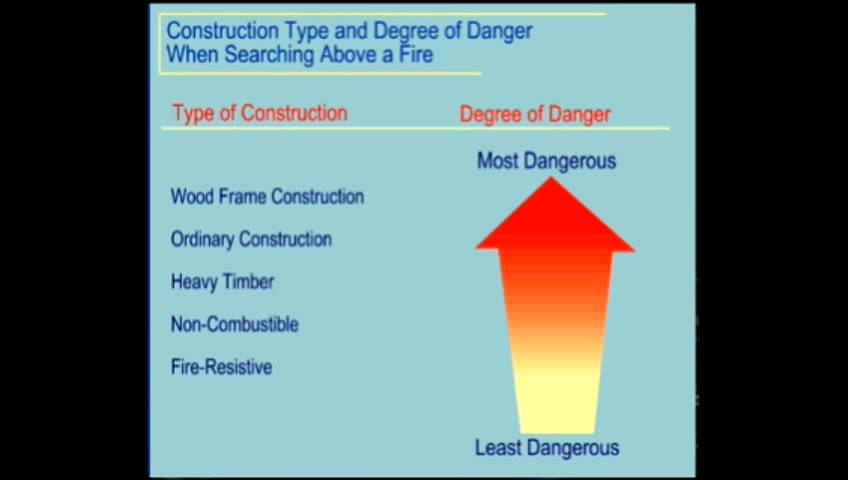 Construction Type and Degree of Danger
When Searching Above a Fire
Type of Construction
Degree of Danger
Most Dangerous
Wood Frame Construction
Ordinary Construction
Heavy Timber
Non-Combustible
Fire-Resistive
Least Dangerous